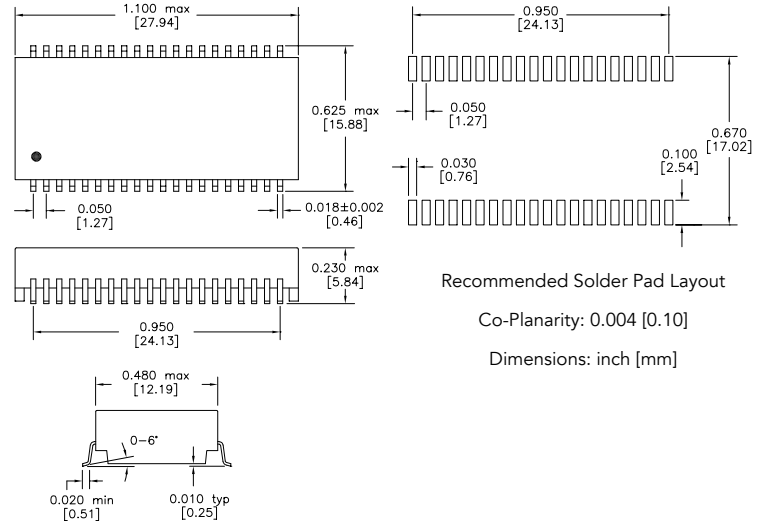 1.100 max
[27.94]
0.950
[24.13]
0.625 max
[15.88]
0.050
[1.27]
0.670
[17.02]
0.030
[0.76]
0.100
[2.54]
0.050
[1.27]
0.018±0.002
[0.46]
0.230 max
[5.84]
Recommended Solder Pad Layout
Co-Planarity: 0.004 [0.10]
Dimensions: inch [mm]
0.950
[24.13]
0.480 max
[12.19]
0-6°
0.020 min
[0.51]
0.010 typ
[0.25]